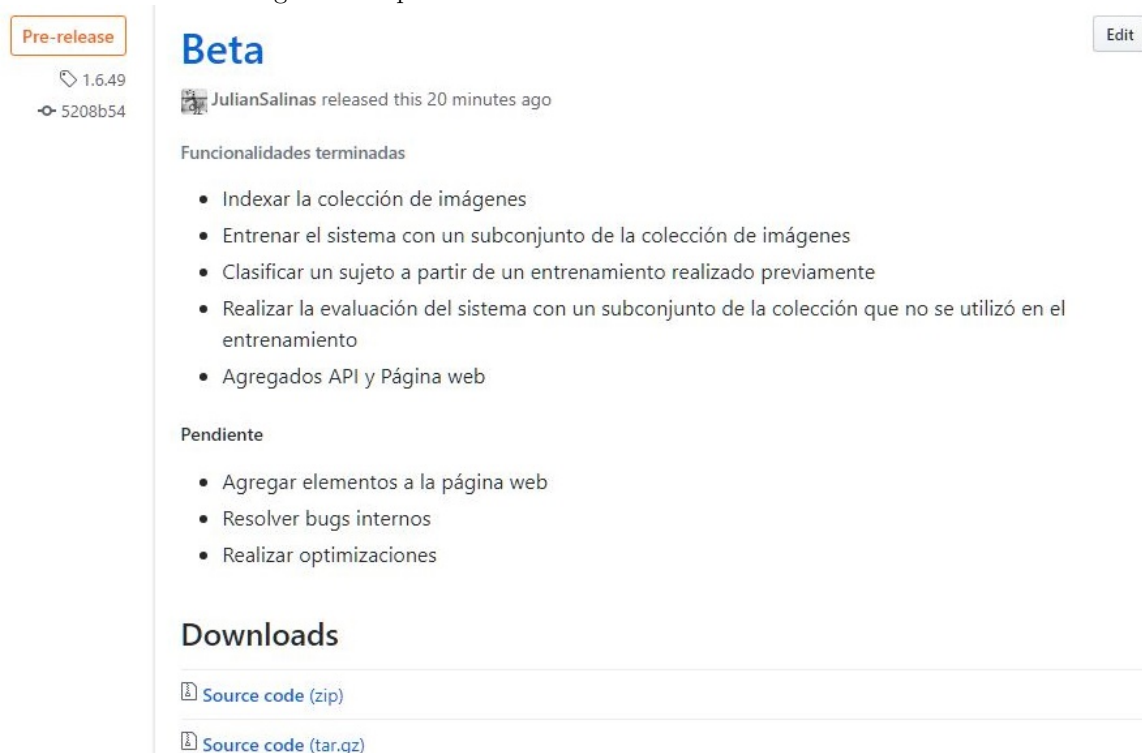 Pre-release
1.6.49
5208b54
Beta
Edit
JulianSalinas released this 20 minutes ago
Funcionalidades terminadas
• Indexar la colección de imágenes
• Entrenar el sistema con un subconjunto de la colección de imágenes
• Clasificar un sujeto a partir de un entrenamiento realizado previamente
• Realizar la evaluación del sistema con un subconjunto de la colección que no se utilizó en el
entrenamiento
• Agregados API y Página web
Pendiente
• Agregar elementos a la página web
• Resolver bugs internos
• Realizar optimizaciones
Downloads
Source code (zip)
Source code (tar.gz)